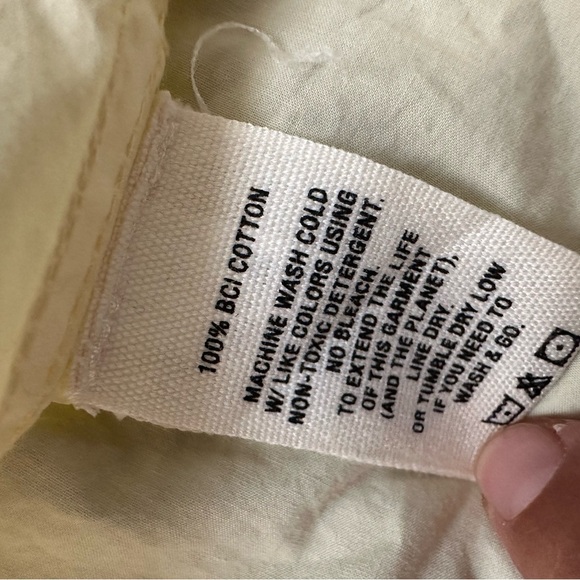 100% BCI COTTON
MACHINE WASH COLD
W/ LIKE COLORS USING
NON-TOXIC DETERGENT.
NO BLEACH.
TO EXTEND THE LIFE
OF THIS GARMENT
(AND THE PLANET),
LINE DRY.
OR TUMBLE DRY LOW
IF YOU NEED TO
WASH & GO.